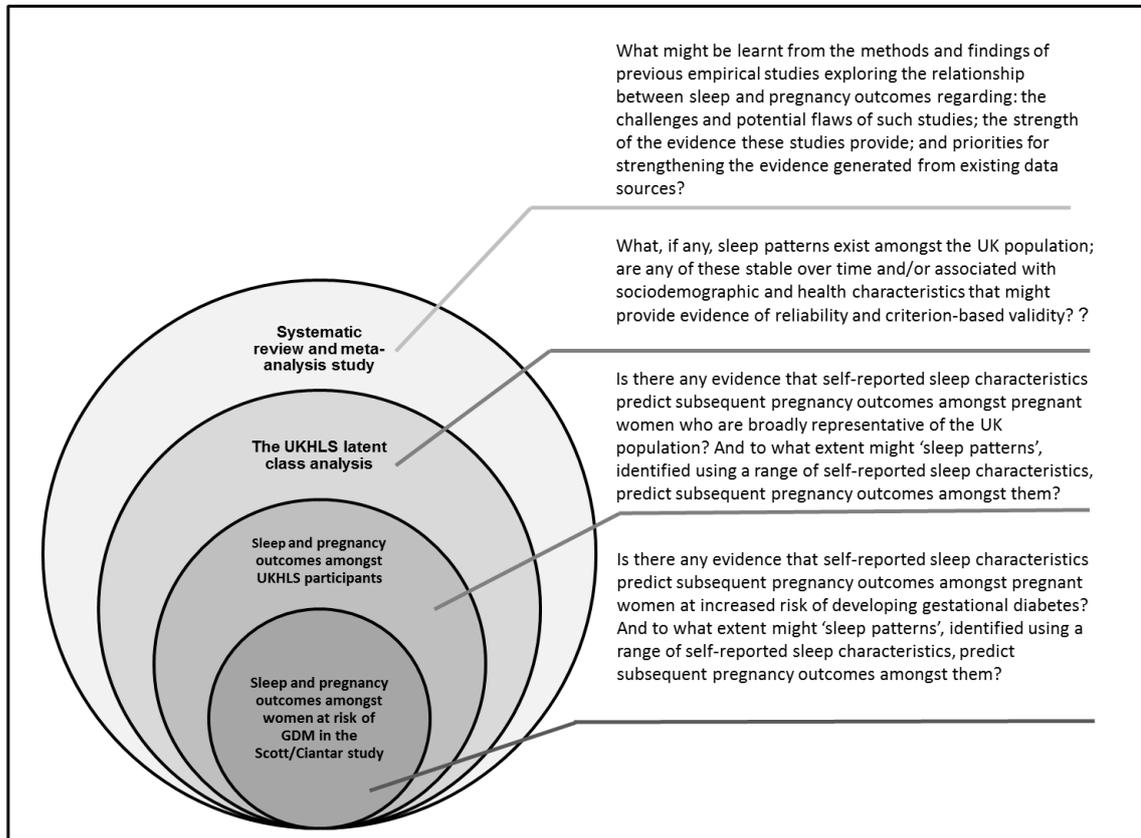 What might be learnt from the methods and findings of
previous empirical studies exploring the relationship
between sleep and pregnancy outcomes regarding: the
challenges and potential flaws of such studies; the strength
of the evidence these studies provide; and priorities for
strengthening the evidence generated from existing data
sources?
What, if any, sleep patterns exist amongst the UK population;
are any of these stable over time and/or associated with
sociodemographic and health characteristics that might
provide evidence of reliability and criterion-based validity? ?
Systematic
review and meta-
analysis study
Is there any evidence that self-reported sleep characteristics
predict subsequent pregnancy outcomes amongst pregnant
women who are broadly representative of the UK
population? And to what extent might ‘sleep patterns’,
identified using a range of self-reported sleep characteristics,
predict subsequent pregnancy outcomes amongst them?
The UKHLS latent
class analysis
Sleep and pregnancy
outcomes amongst
UKHLS participants
Is there any evidence that self-reported sleep characteristics
predict subsequent pregnancy outcomes amongst pregnant
women at increased risk of developing gestational diabetes?
And to what extent might ‘sleep patterns’, identified using a
range of self-reported sleep characteristics, predict
subsequent pregnancy outcomes amongst them?
Sleep and pregnancy
outcomes amongst
women at risk of
GDM in the
Scott/Ciantar study